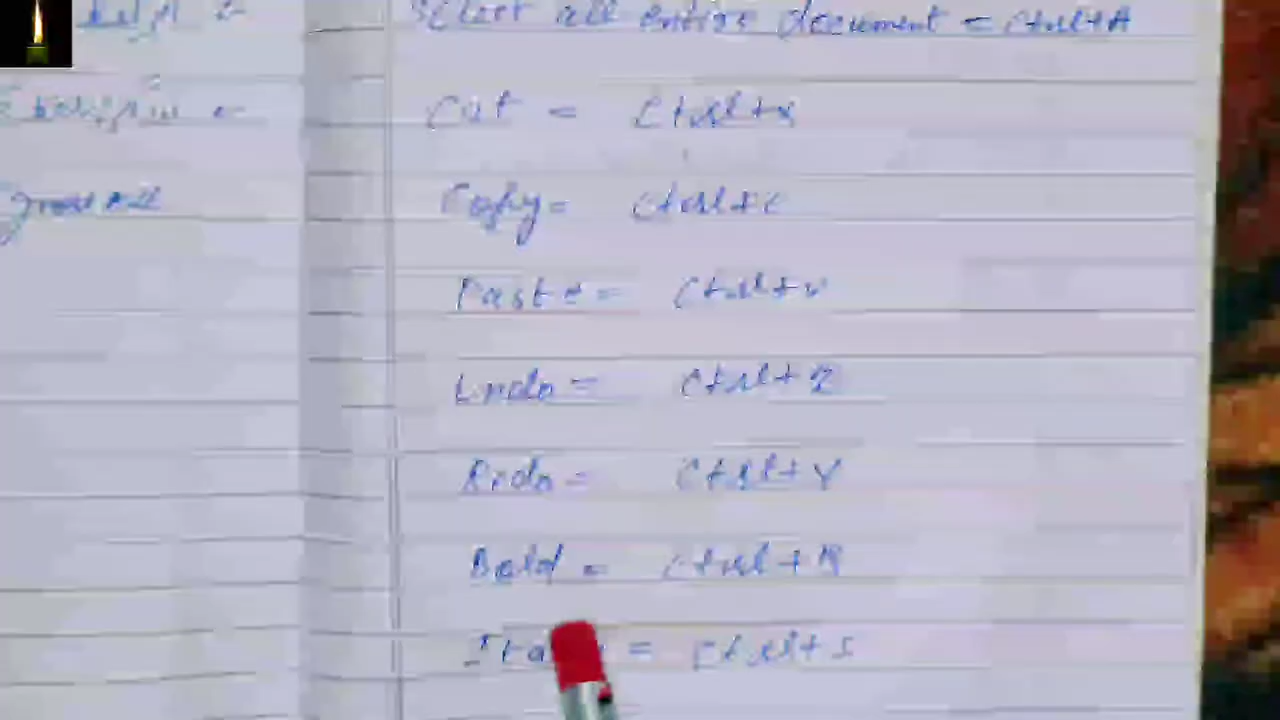 Select all entire document = Ctrl+A
Cut = Ctrl+x
Copy = Ctrl+c
Paste = Ctrl+v
Undo = Ctrl+Z
Redo = Ctrl+Y
Bold = Ctrl+B
= Ctrl+I